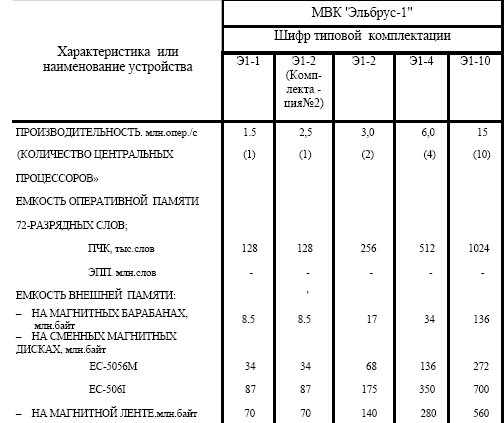 МВК "Эльбрус-1"
Характеристика или наименование устройства
Шифр типовой комплектации
Э1-1 Э1-2 (Комп-лекта-ция№2) Э1-2 Э1-4 Э1-10
ПРОИЗВОДИТЕЛЬНОСТЬ. млн.опер./с 1.5 2,5 3,0 6,0 15
(КОЛИЧЕСТВО ЦЕНТРАЛЬНЫХ (1) (1) (2) (4) (10)
ПРОЦЕССОРОВ»
ЕМКОСТЬ ОПЕРАТИВНОЙ ПАМЯТИ
72-РАЗРЯДНЫХ СЛОВ;
ПЧК, тыс.слов 128 128 256 512 1024
ЭПП. млн.слов - - - - -
ЕМКОСТЬ ВНЕШНЕЙ ПАМЯТИ: '
– НА МАГНИТНЫХ БАРАБАНАХ, млн.байт 8.5 8.5 17 34 136
– НА СМЕННЫХ МАГНИТНЫХ
ДИСКАХ, млн.байт
ЕС-5056М 34 34 68 136 272
ЕС-506I 87 87 175 350 700
– НА МАГНИТНОЙ ЛЕНТЕ.млн.байт 70 70 140 280 560